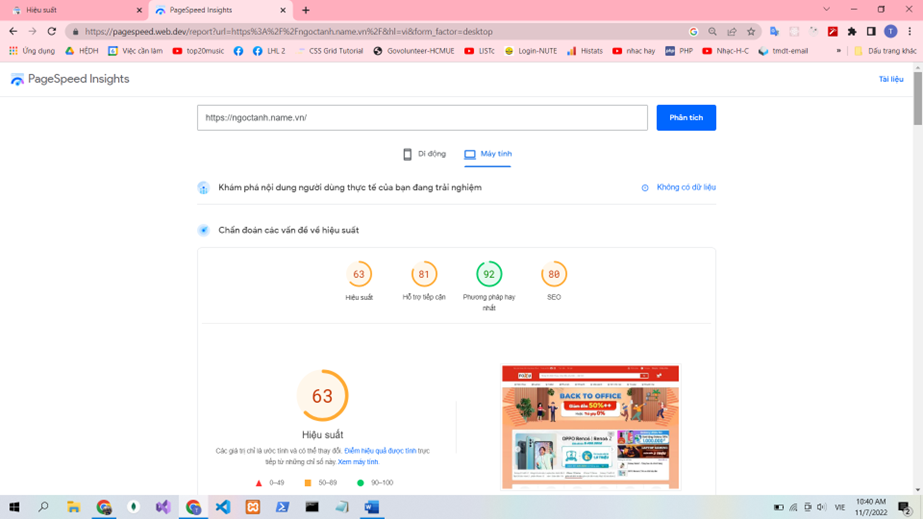 Hiệu suất
PageSpeed Insights
https://pagespeed.web.dev/report?url=https%3A%2F%2Fngoctanh.name.vn%2F&hl=vi&form_factor=desktop
Ứng dụng HEDH Việc cần làm top20music LHL 2 CSS Grid Tutorial Govolunteer-HCMUE LISTc Login-NUTE Histats nhac hay PHP Nhạc-H-C tmdt-email » Dấu trang khác
PageSpeed Insights
Tài liệu
https://ngoctanh.name.vn/
Phân tích
Di động
Máy tính
Khám phá nội dung người dùng thực tế của bạn đang trải nghiệm
Không có dữ liệu
Chẩn đoán các vấn đề về hiệu suất
63 81 92 80
Hiệu suất Hỗ trợ tiếp cận Phương pháp hay nhất SEO
63
Hiệu suất
Các giá trị chỉ là ước tính và có thể thay đổi. Điểm hiệu quả được tính trực
tiếp từ những chỉ số này. Xem máy tính.
0–49 50–89 90–100
BACK TO OFFICE
Giảm đến 50%++
OPPO Reno8 | Reno8
VIE
10:40 AM
11/7/2022
2